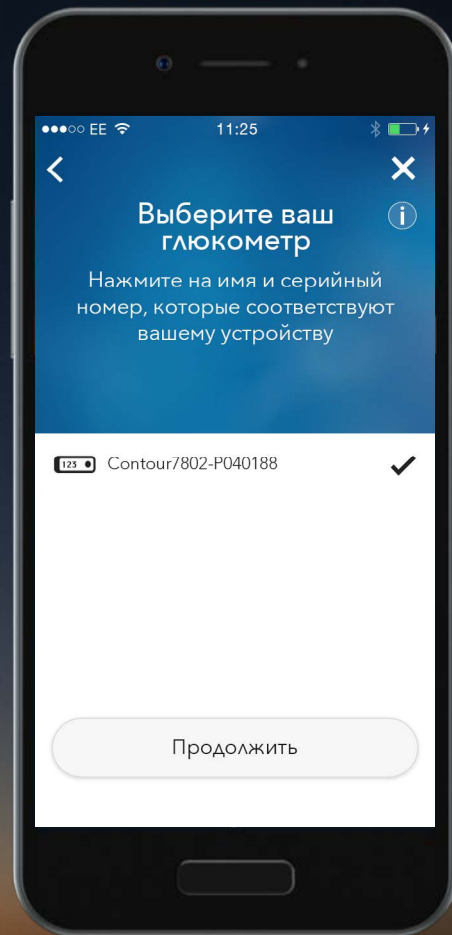 EE 11:25
Выберите ваш
глюкометр
Нажмите на имя и серийный
номер, которые соответствуют
вашему устройству
123 Contour7802-P040188
Продолжить